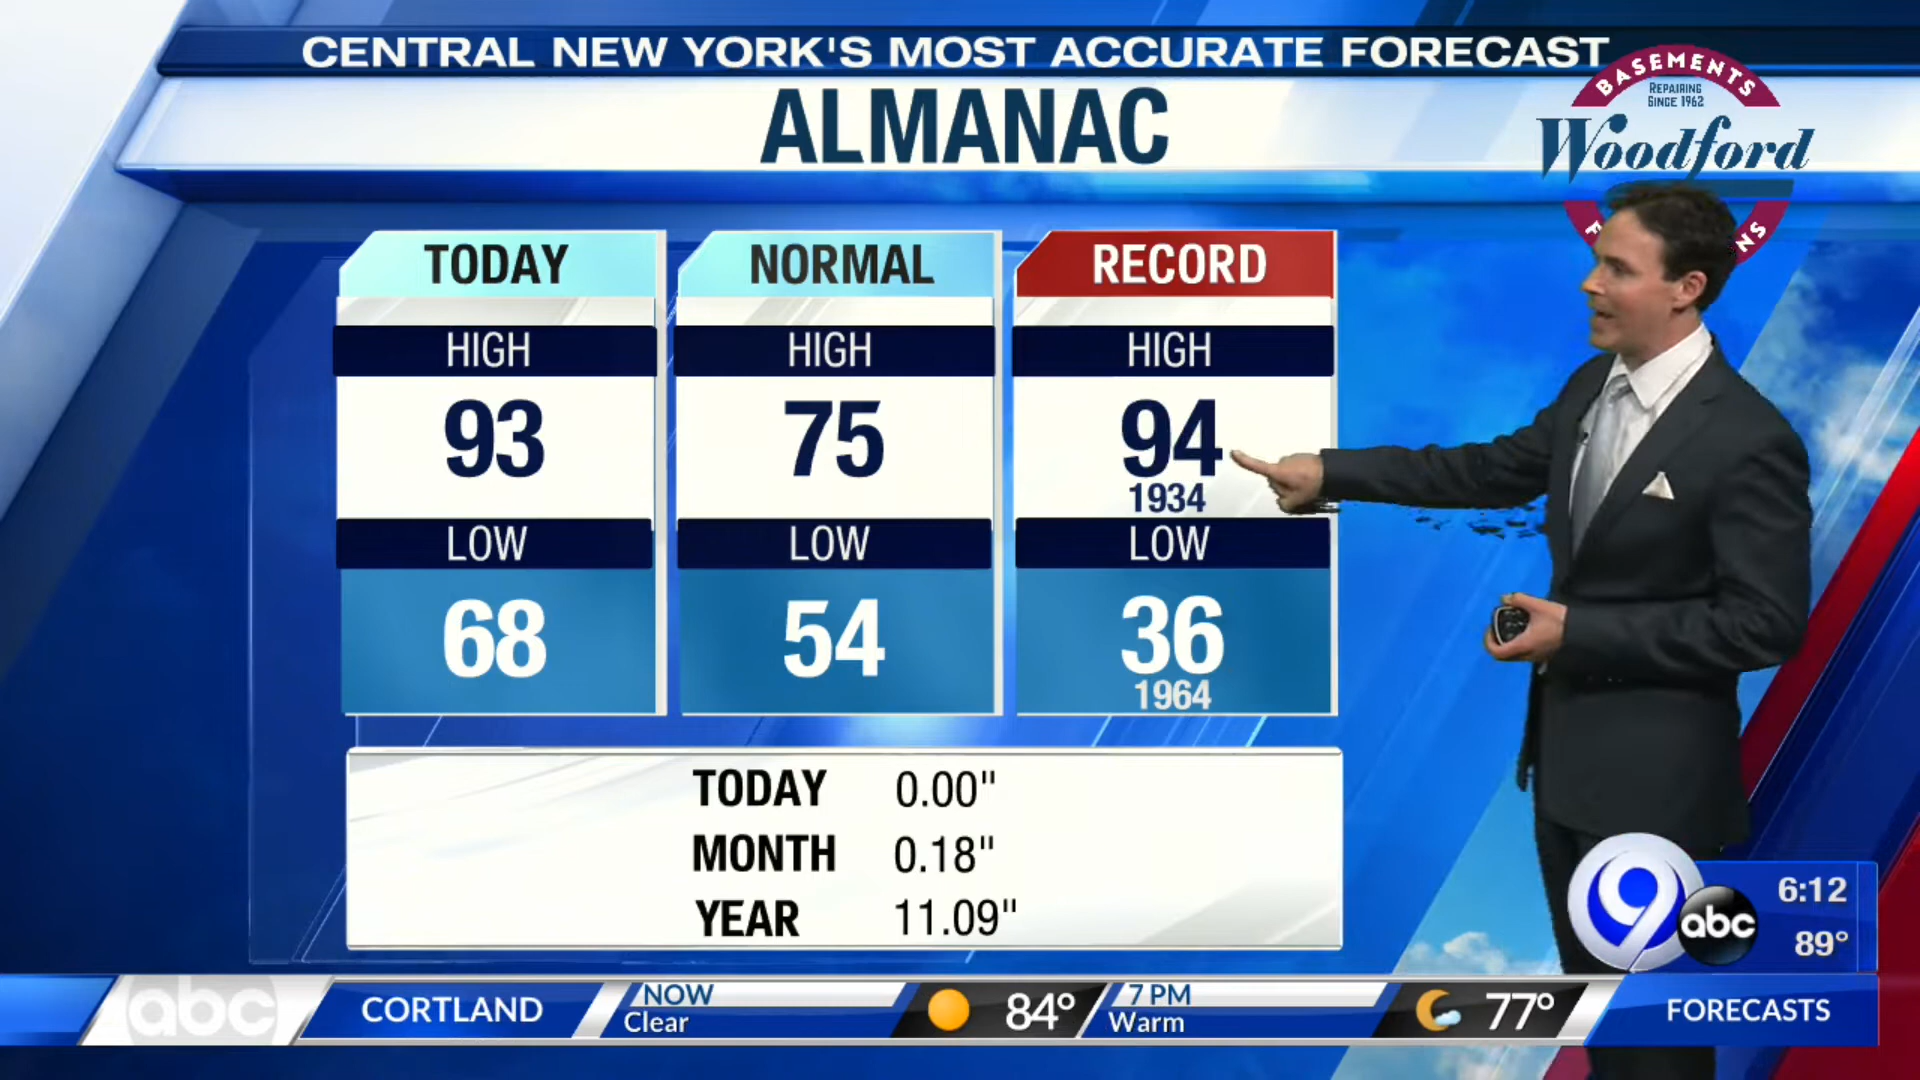 CENTRAL NEW YORK'S MOST ACCURATE FORECAST
ALMANAC
BASEMENTS
REPAIRING
SINCE 1962
Woodford
TODAY
NORMAL
RECORD
HIGH
HIGH
HIGH
93
75
94
1934
LOW
LOW
LOW
68
54
36
1964
TODAY 0.00"
MONTH 0.18"
YEAR 11.09"
9
abc
6:12
89°
abc
CORTLAND
NOW
Clear
84°
7 PM
Warm
77°
FORECASTS